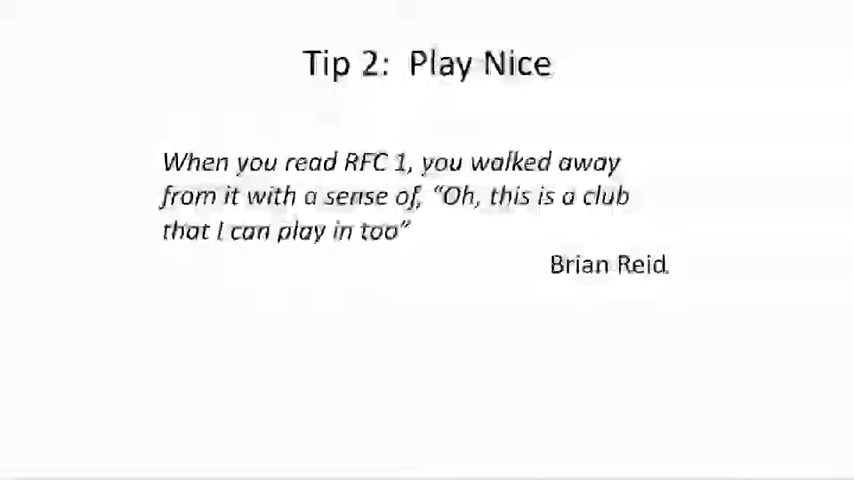 Tip 2: Play Nice
When you read RFC 1, you walked away
from it with a sense of, “Oh, this is a club
that I can play in too”
Brian Reid